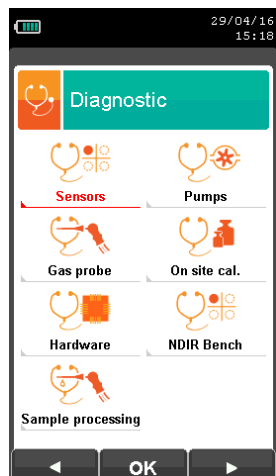 29/04/16
15:18
Diagnostic
Sensors
Pumps
Gas probe
On site cal.
Hardware
NDIR Bench
Sample processing
OK